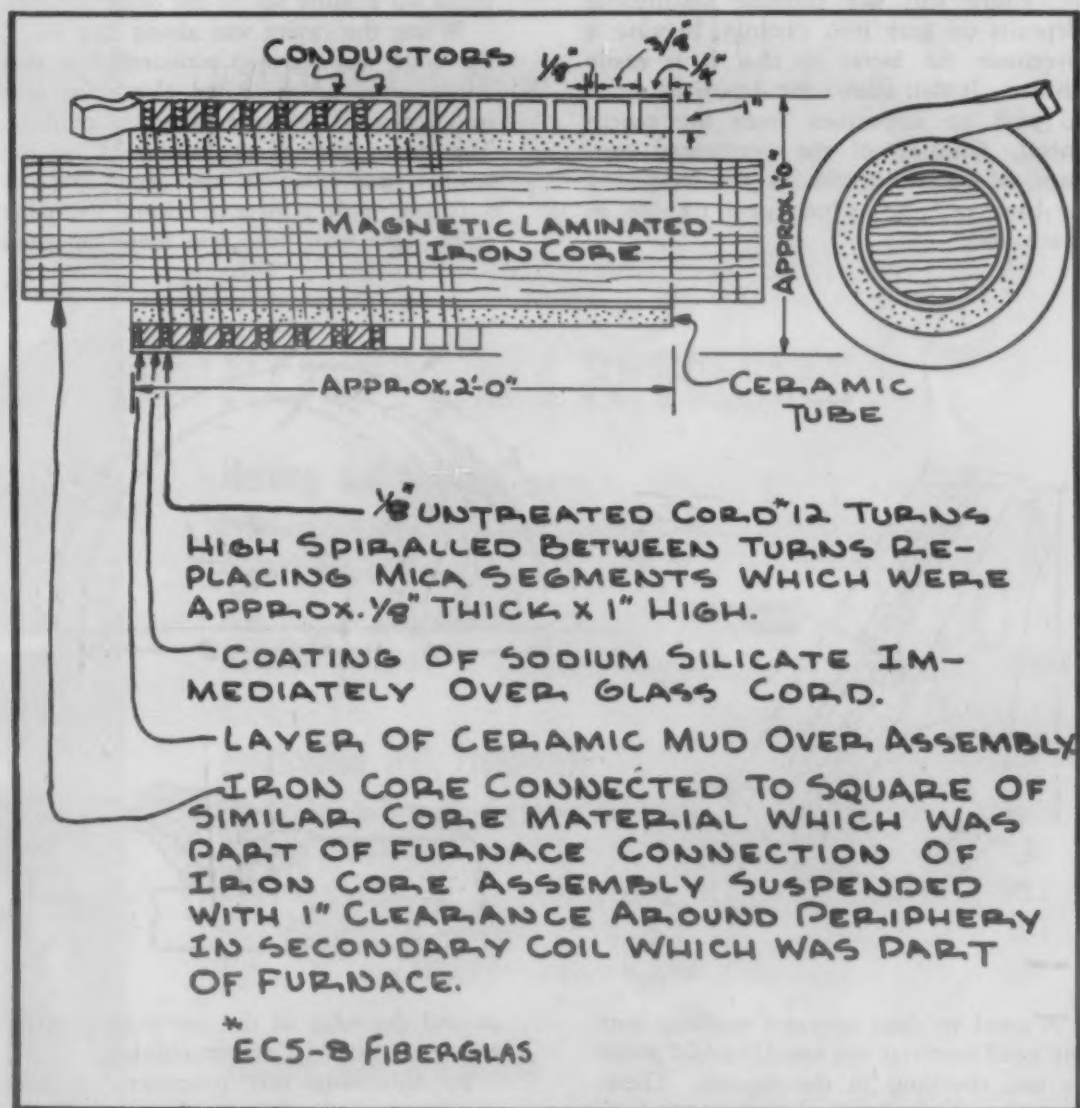 CONDUCTORS
1/8" 3/8" 1/4"
1"
MAGNETIC LAMINATED
IRON CORE
APPROX. 1'-0"
APPROX 2'-0"
CERAMIC
TUBE
1/8" UNTREATED CORD* 12 TURNS
HIGH SPIRALLED BETWEEN TURNS RE-
PLACING MICA SEGMENTS WHICH WERE
APPROX. 1/8" THICK X 1" HIGH.
COATING OF SODIUM SILICATE IM-
MEDIATELY OVER GLASS CORD.
LAYER OF CERAMIC MUD OVER ASSEMBLY
IRON CORE CONNECTED TO SQUARE OF
SIMILAR CORE MATERIAL WHICH WAS
PART OF FURNACE CONNECTION OF
IRON CORE ASSEMBLY SUSPENDED
WITH 1" CLEARANCE AROUND PERIPHERY
IN SECONDARY COIL WHICH WAS PART
OF FURNACE.
*
EC5-8 FIBERGLAS